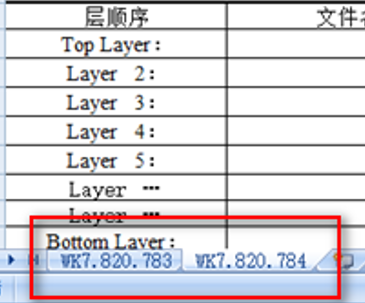 层顺序 文件
Top Layer:
Layer 2:
Layer 3:
Layer 4:
Layer 5:
Layer ···
Layer ···
Bottom Layer:
WK7.820.783 WK7.820.784